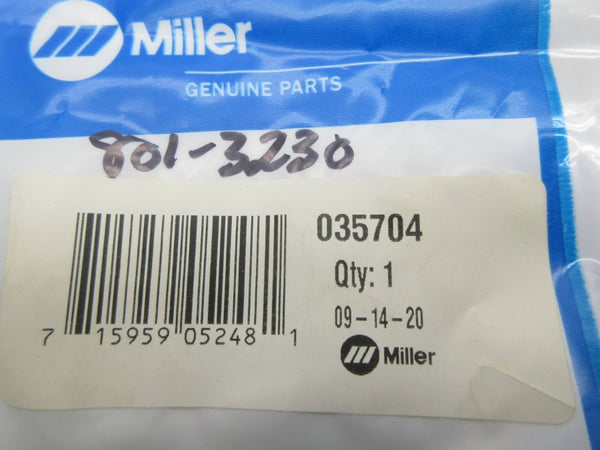 Miller
GENUINE PARTS
801-3230
035704
Qty: 1
09-14-20
Miller
7 15959 05248 1